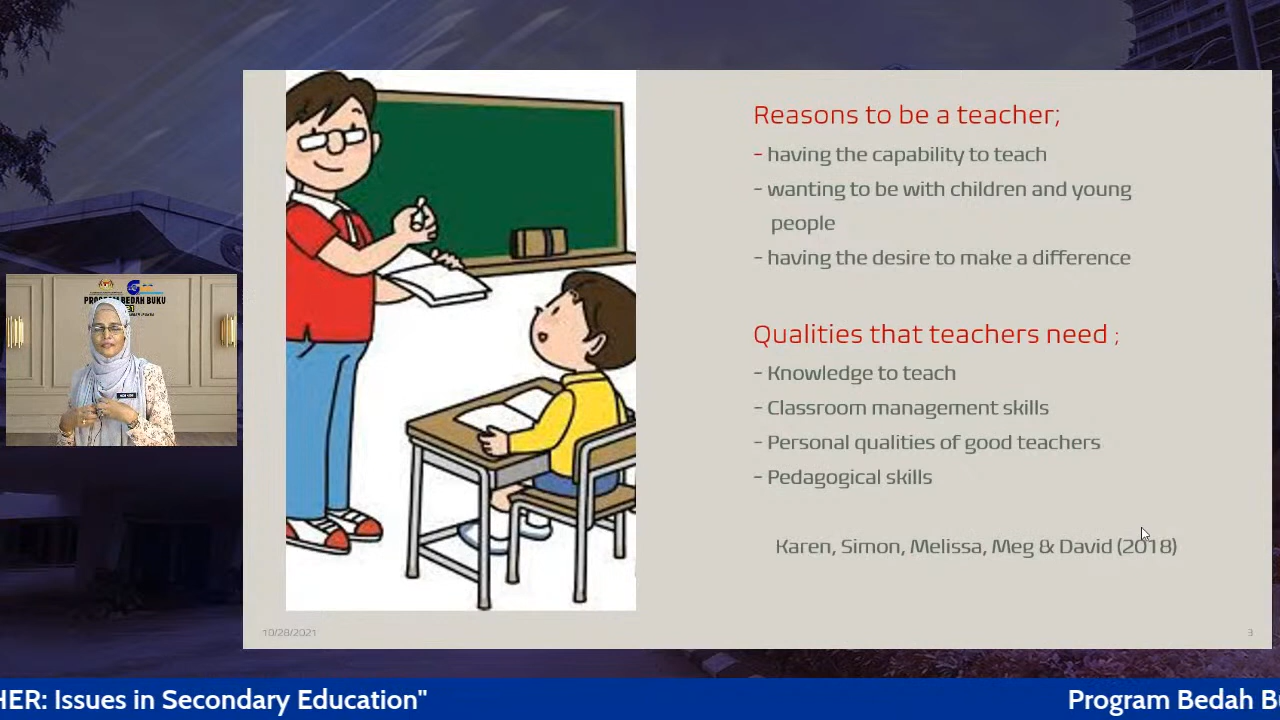 PROGRAM BEDAH BUKU
Reasons to be a teacher;
- having the capability to teach
- wanting to be with children and young
people
- having the desire to make a difference
Qualities that teachers need ;
- Knowledge to teach
- Classroom management skills
- Personal qualities of good teachers
- Pedagogical skills
Karen, Simon, Melissa, Meg & David (2018)
10/28/2021
3
HER: Issues in Secondary Education"
Program Bedah B